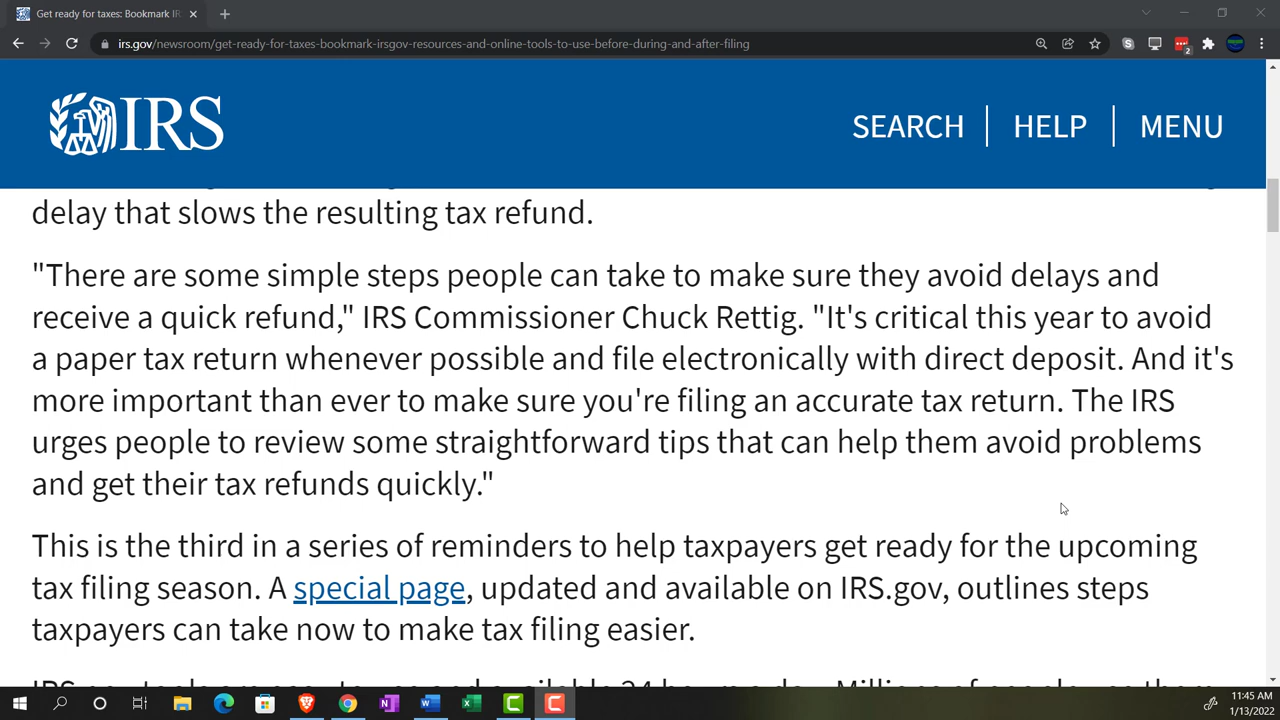 Get ready for taxes: Bookmark IR
irs.gov/newsroom/get-ready-for-taxes-bookmark-irsgov-resources-and-online-tools-to-use-before-during-and-after-filing
2
IRS
SEARCH | HELP | MENU
delay that slows the resulting tax refund.
"There are some simple steps people can take to make sure they avoid delays and
receive a quick refund," IRS Commissioner Chuck Rettig. "It's critical this year to avoid
a paper tax return whenever possible and file electronically with direct deposit. And it's
more important than ever to make sure you're filing an accurate tax return. The IRS
urges people to review some straightforward tips that can help them avoid problems
and get their tax refunds quickly."
This is the third in a series of reminders to help taxpayers get ready for the upcoming
tax filing season. A special page, updated and available on IRS.gov, outlines steps
taxpayers can take now to make tax filing easier.
11:45 AM
1/13/2022